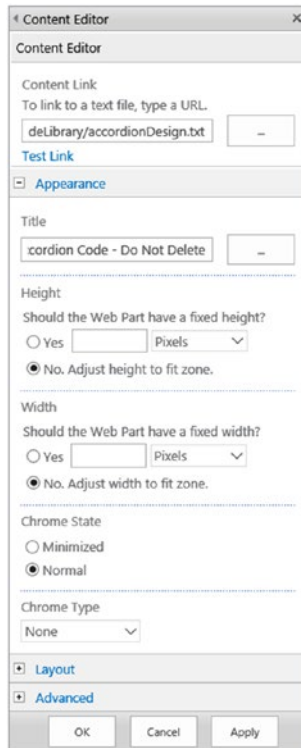 Content Editor
Content Editor
Content Link
To link to a text file, type a URL.
deLibrary/accordionDesign.txt
Test Link
Appearance
Title
cordion Code - Do Not Delete
Height
Should the Web Part have a fixed height?
Yes Pixels
No. Adjust height to fit zone.
Width
Should the Web Part have a fixed width?
Yes Pixels
No. Adjust width to fit zone.
Chrome State
Minimized
Normal
Chrome Type
None
Layout
Advanced
OK Cancel Apply